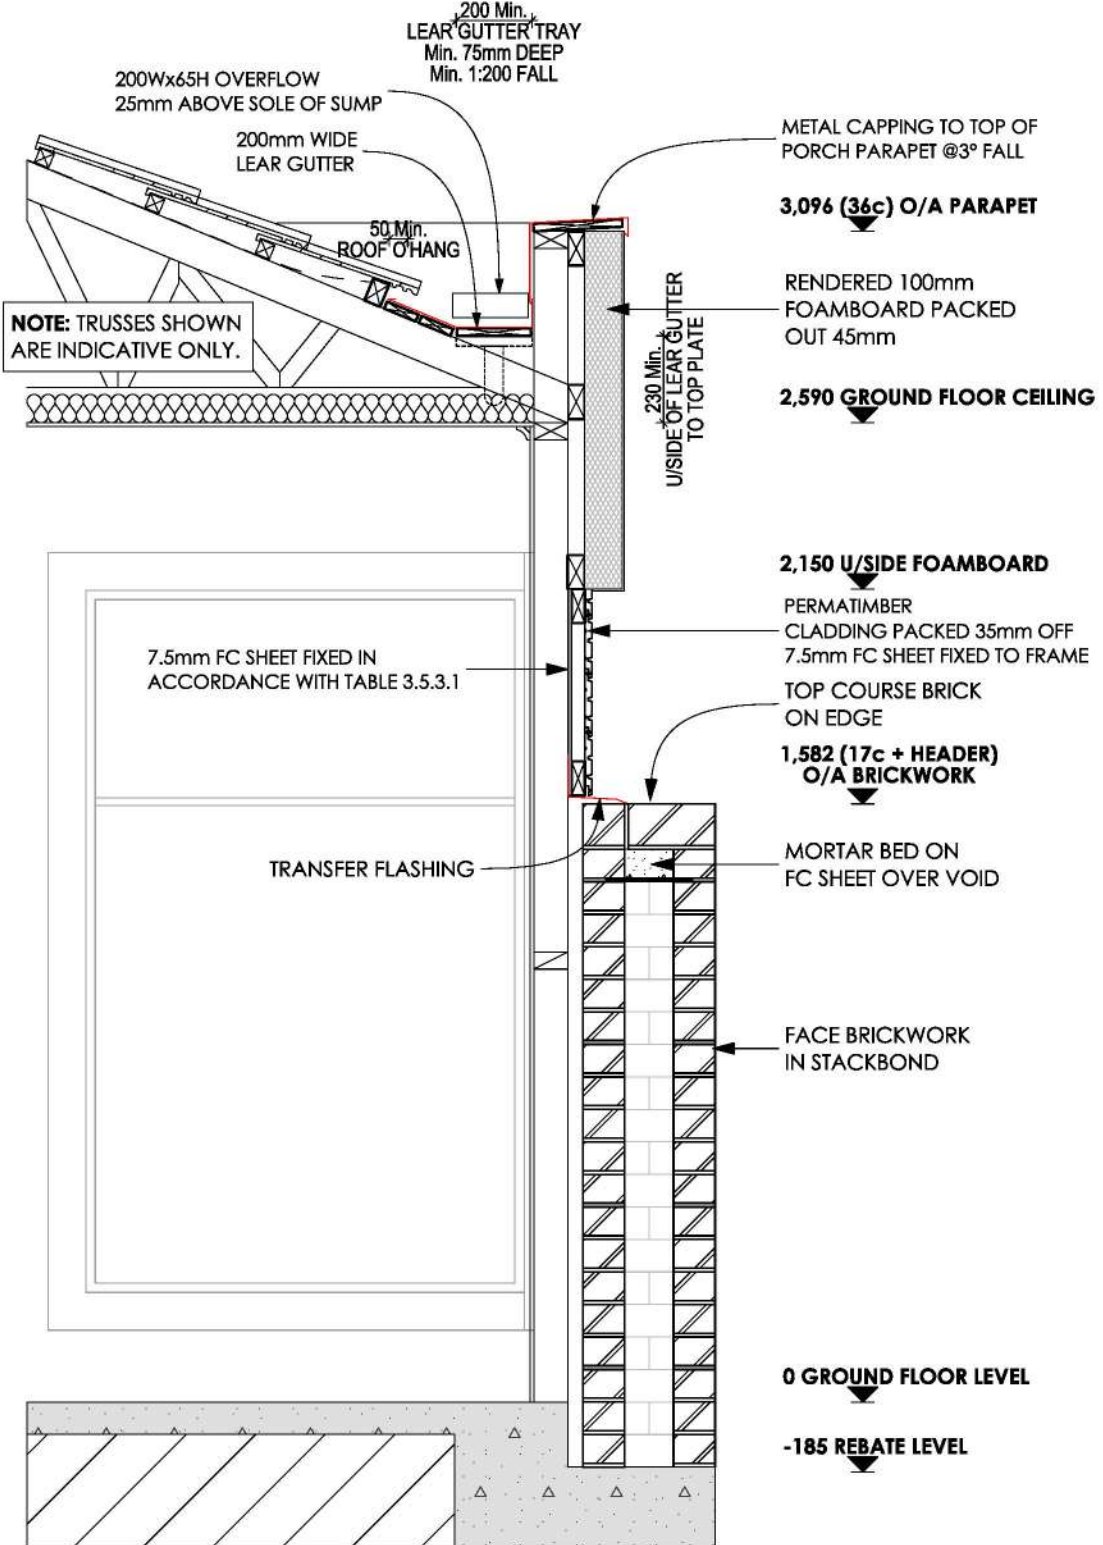 200 Min.
LEAR GUTTER TRAY
Min. 75mm DEEP
Min. 1:200 FALL
200Wx65H OVERFLOW
25mm ABOVE SOLE OF SUMP
200mm WIDE
LEAR GUTTER
METAL CAPPING TO TOP OF
PORCH PARAPET @3° FALL
3,096 (36c) O/A PARAPET
50 Min.
ROOF O'HANG
RENDERED 100mm
FOAMBOARD PACKED
OUT 45mm
NOTE: TRUSSES SHOWN
ARE INDICATIVE ONLY.
230 Min.
U/SIDE OF LEAR GUTTER
TO TOP PLATE
2,590 GROUND FLOOR CEILING
2,150 U/SIDE FOAMBOARD
PERMATIMBER
CLADDING PACKED 35mm OFF
7.5mm FC SHEET FIXED TO FRAME
7.5mm FC SHEET FIXED IN
ACCORDANCE WITH TABLE 3.5.3.1
TOP COURSE BRICK
ON EDGE
1,582 (17c + HEADER)
O/A BRICKWORK
TRANSFER FLASHING
MORTAR BED ON
FC SHEET OVER VOID
FACE BRICKWORK
IN STACKBOND
0 GROUND FLOOR LEVEL
-185 REBATE LEVEL